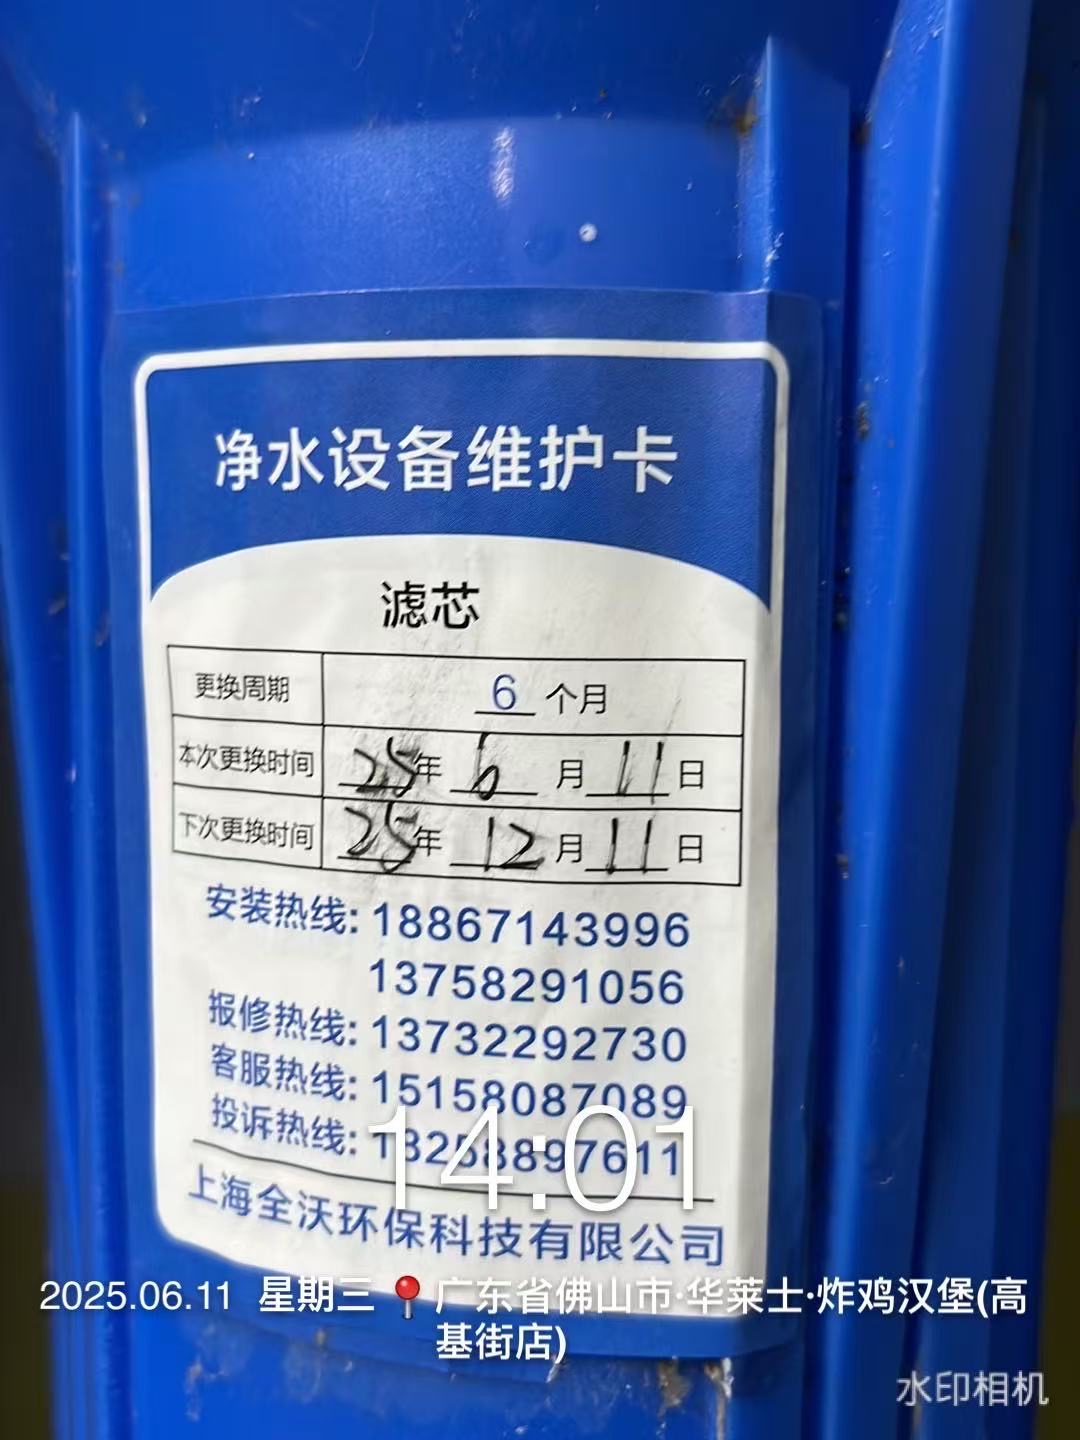 净水设备维护卡
滤芯
更换周期 6 个月
本次更换时间 25年 6 月 11 日
下次更换时间 25年 12 月 11 日
安装热线: 18867143996
13758291056
报修热线: 13732292730
客服热线: 15158087089
投诉热线: 18258897611
14:01
上海全沃环保科技有限公司
2025.06.11 星期三 📍广东省佛山市·华莱士·炸鸡汉堡(高
基街店)
水印相机